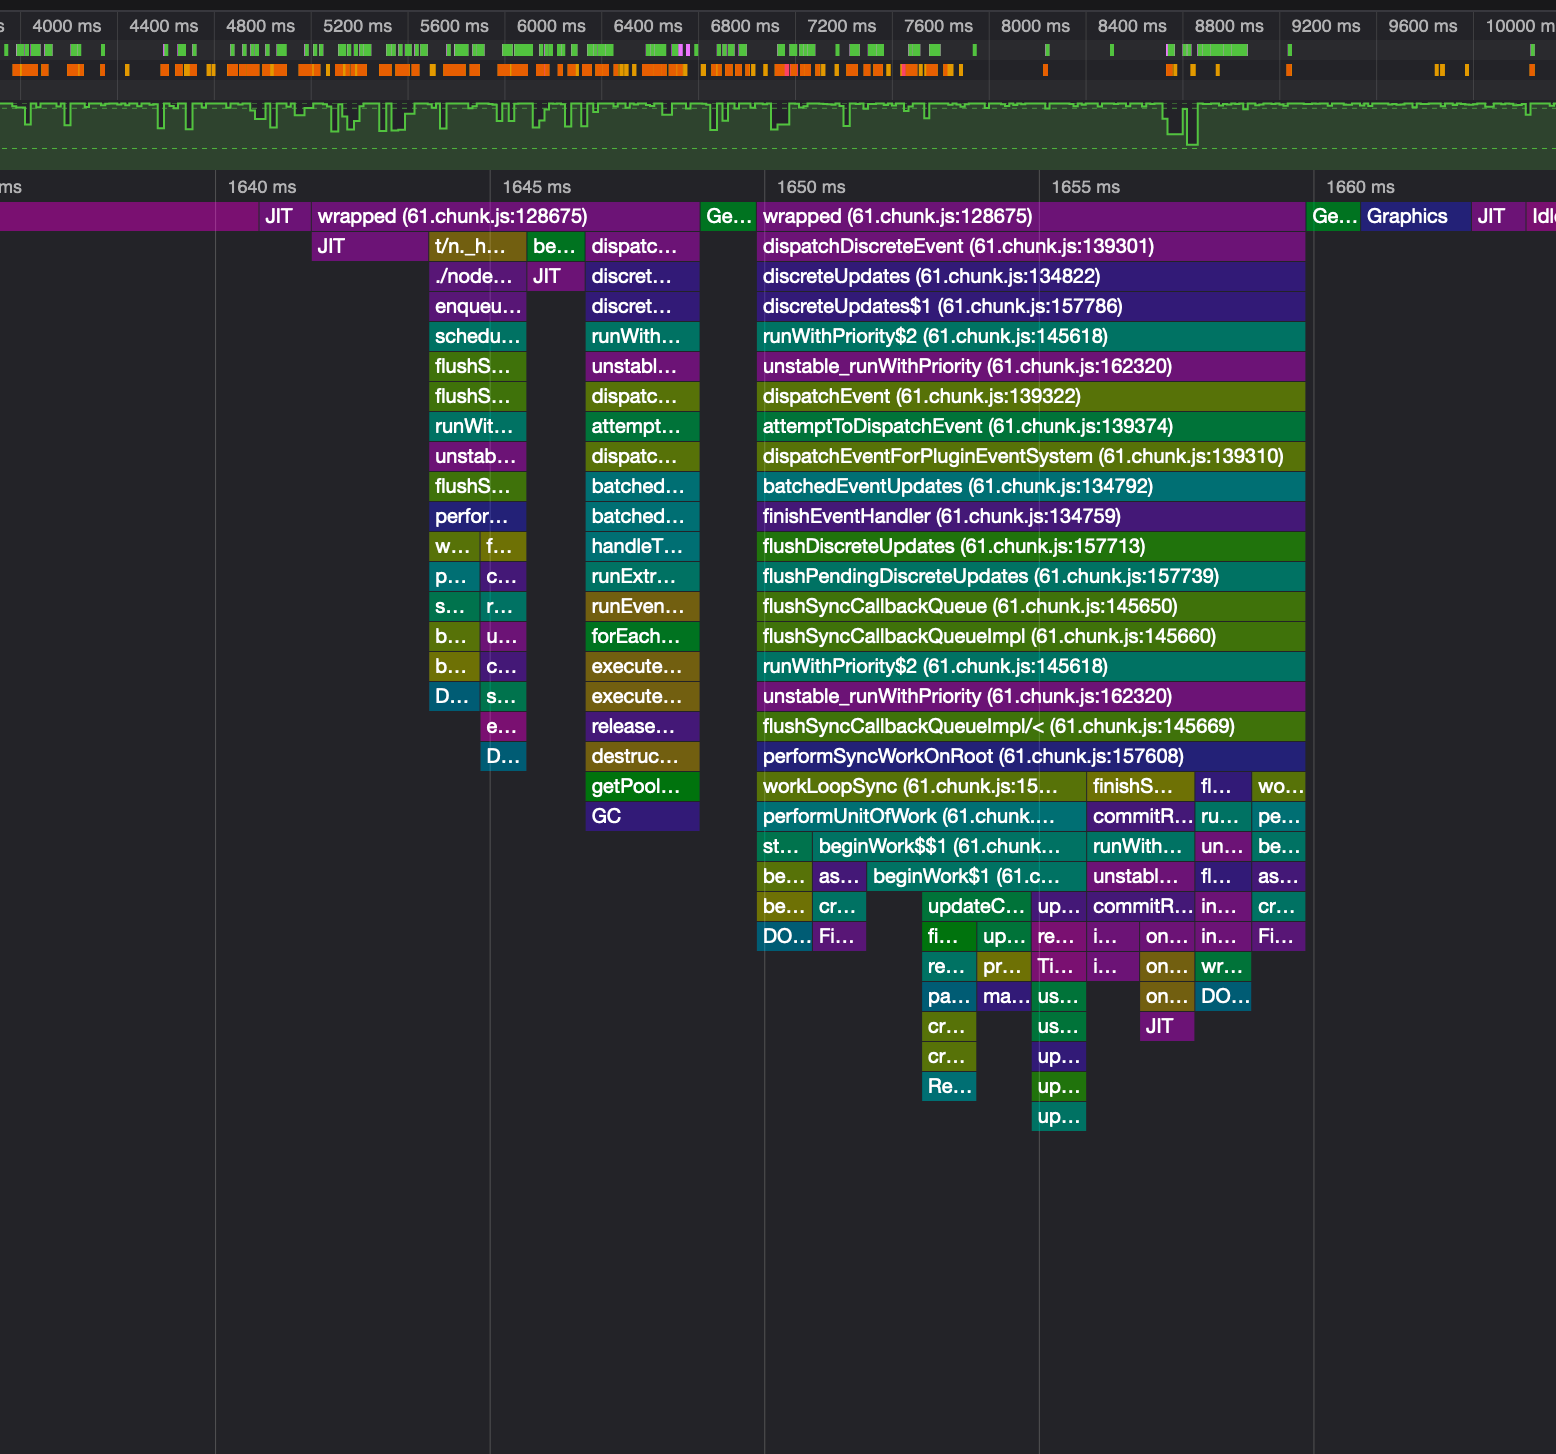 s 4000 ms 4400 ms 4800 ms 5200 ms 5600 ms 6000 ms 6400 ms 6800 ms 7200 ms 7600 ms 8000 ms 8400 ms 8800 ms 9200 ms 9600 ms 10000 m
ms 1640 ms 1645 ms 1650 ms 1655 ms 1660 ms
JIT wrapped (61.chunk.js:128675) Ge... wrapped (61.chunk.js:128675) Ge... Graphics JIT Idl
JIT t/n._h... be... dispatc... dispatchDiscreteEvent (61.chunk.js:139301)
./node... JIT discret... discreteUpdates (61.chunk.js:134822)
enqueu... discret... discreteUpdates$1 (61.chunk.js:157786)
schedu... runWith... runWithPriority$2 (61.chunk.js:145618)
flushS... unstabl... unstable_runWithPriority (61.chunk.js:162320)
flushS... dispatc... dispatchEvent (61.chunk.js:139322)
runWit... attempt... attemptToDispatchEvent (61.chunk.js:139374)
unstab... dispatc... dispatchEventForPluginEventSystem (61.chunk.js:139310)
flushS... batched... batchedEventUpdates (61.chunk.js:134792)
perfor... batched... finishEventHandler (61.chunk.js:134759)
w... f... handleT... flushDiscreteUpdates (61.chunk.js:157713)
p... c... runExtr... flushPendingDiscreteUpdates (61.chunk.js:157739)
s... r... runEven... flushSyncCallbackQueue (61.chunk.js:145650)
b... u... forEach... flushSyncCallbackQueueImpl (61.chunk.js:145660)
b... c... execute... runWithPriority$2 (61.chunk.js:145618)
D... s... execute... unstable_runWithPriority (61.chunk.js:162320)
e... release... flushSyncCallbackQueueImpl/< (61.chunk.js:145669)
D... destruc... performSyncWorkOnRoot (61.chunk.js:157608)
getPool... workLoopSync (61.chunk.js:15... finishS... fl... wo...
GC performUnitOfWork (61.chunk.... commitR... ru... pe...
st... beginWork$$1 (61.chunk... runWith... un... be...
be... as... beginWork$1 (61.c... unstabl... fl... as...
be... cr... updateC... up... commitR... in... cr...
DO... Fi... fi... up... re... i... on... in... Fi...
re... pr... Ti... i... on... wr...
pa... ma... us... on... DO...
cr... us... JIT
cr... up...
Re... up...
up...